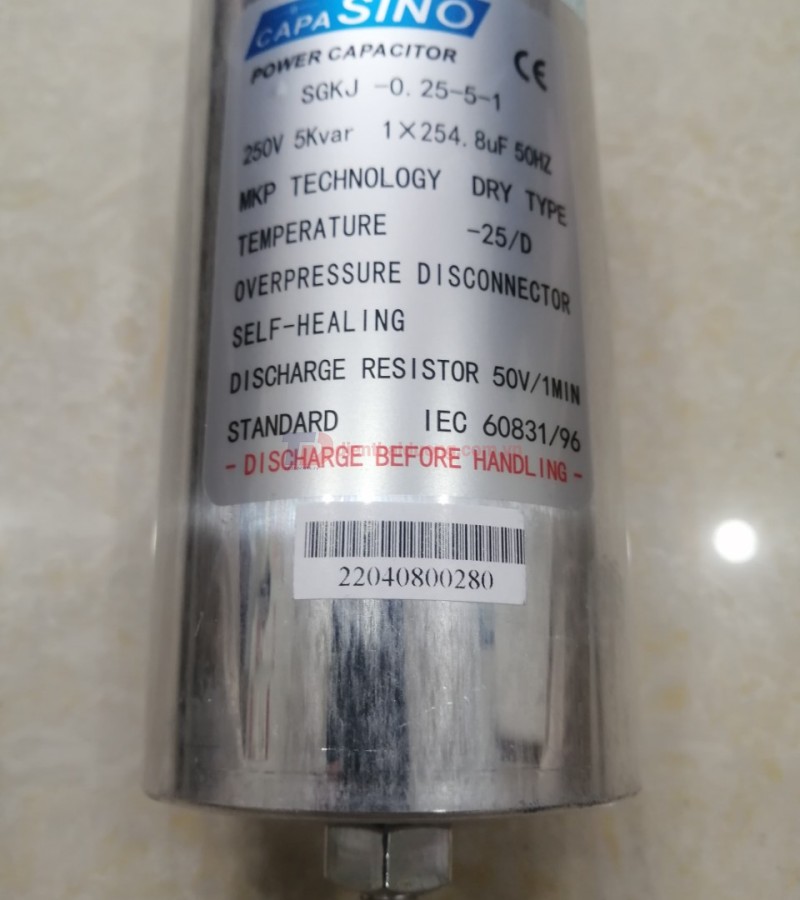 CAPA SINO
POWER CAPACITOR
CE
SGKJ -0.25-5-1
250V 5Kvar 1×254.8uF 50HZ
MKP TECHNOLOGY DRY TYPE
TEMPERATURE -25/D
OVERPRESSURE DISCONNECTOR
SELF-HEALING
DISCHARGE RESISTOR 50V/1MIN
STANDARD IEC 60831/96
- DISCHARGE BEFORE HANDLING -
22040800280